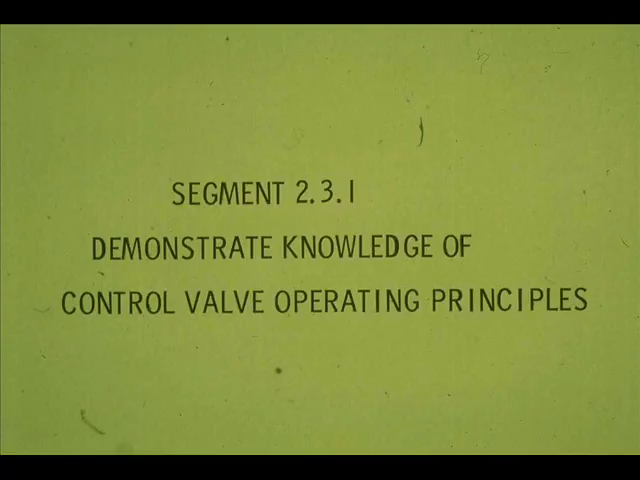 SEGMENT 2.3.1
DEMONSTRATE KNOWLEDGE OF
CONTROL VALVE OPERATING PRINCIPLES